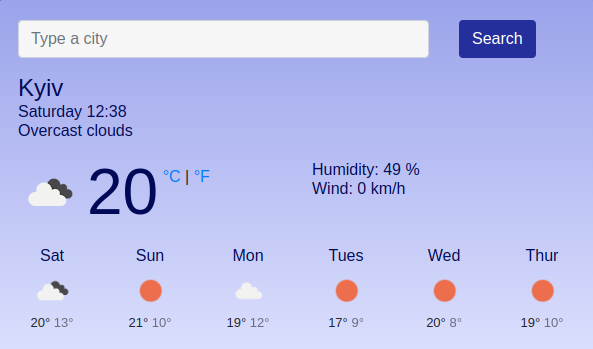 Type a city Search
Kyiv
Saturday 12:38
Overcast clouds
20 °C | °F
Humidity: 49 %
Wind: 0 km/h
Sat Sun Mon Tues Wed Thur
20° 13° 21° 10° 19° 12° 17° 9° 20° 8° 19° 10°